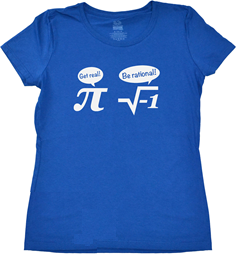 Get real! Be rational!
π √-1